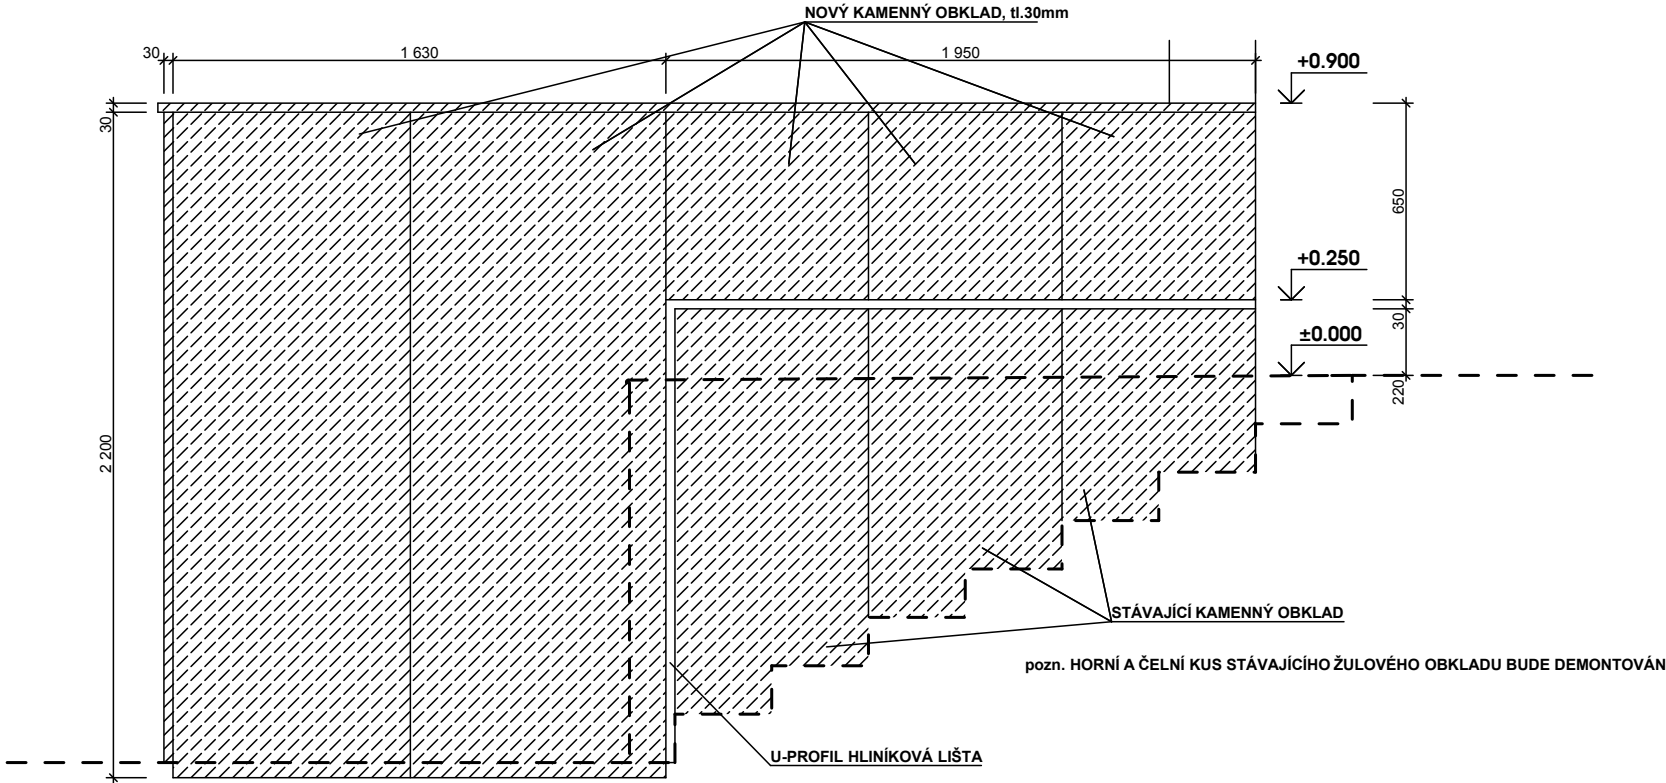 NOVÝ KAMENNÝ OBKLAD, tl.30mm
30
1 630
1 950
+0.900
30
650
+0.250
30
±0.000
220
2 200
STÁVAJÍCÍ KAMENNÝ OBKLAD
pozn. HORNÍ A ČELNÍ KUS STÁVAJÍCÍHO ŽULOVÉHO OBKLADU BUDE DEMONTOVÁN
U-PROFIL HLINÍKOVÁ LIŠTA